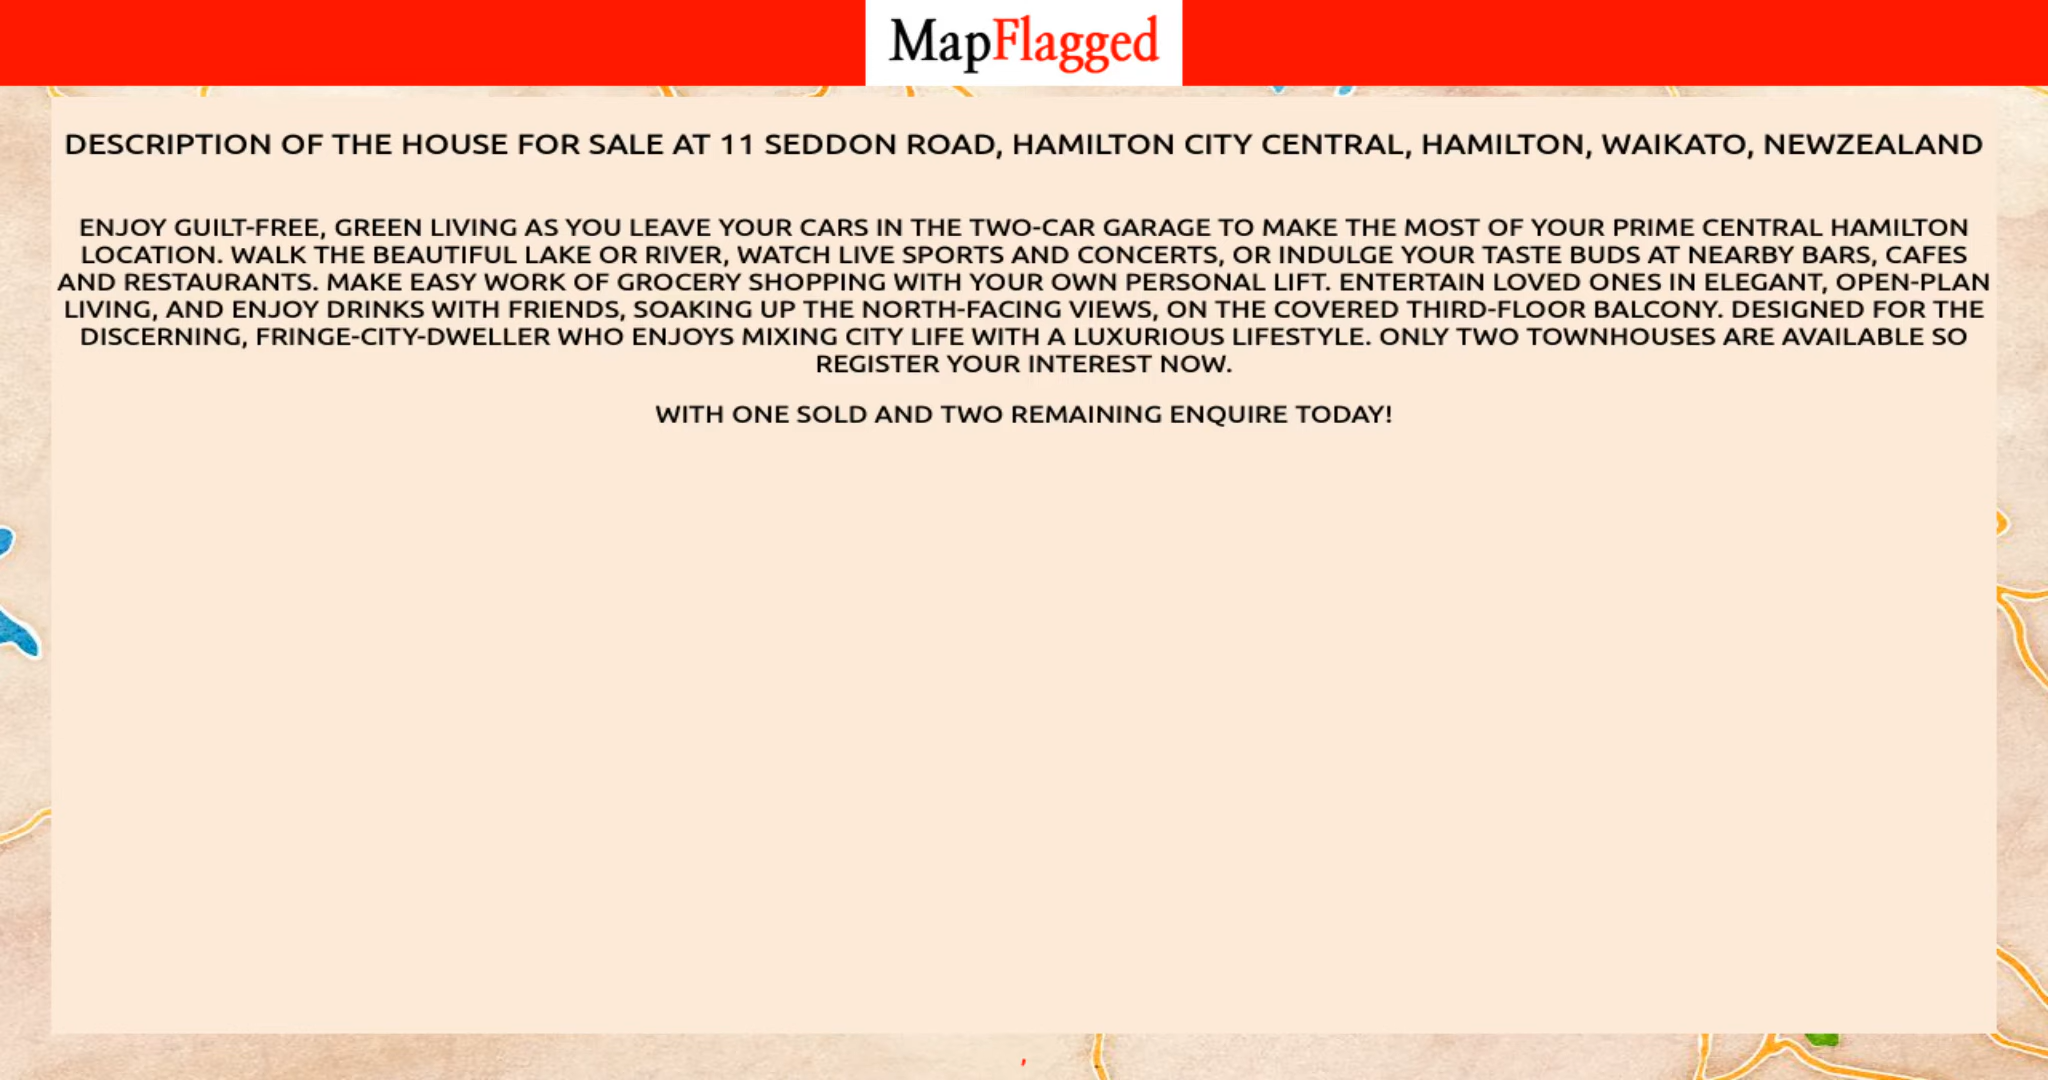 MapFlagged
DESCRIPTION OF THE HOUSE FOR SALE AT 11 SEDDON ROAD, HAMILTON CITY CENTRAL, HAMILTON, WAIKATO, NEWZEALAND
ENJOY GUILT-FREE, GREEN LIVING AS YOU LEAVE YOUR CARS IN THE TWO-CAR GARAGE TO MAKE THE MOST OF YOUR PRIME CENTRAL HAMILTON
LOCATION. WALK THE BEAUTIFUL LAKE OR RIVER, WATCH LIVE SPORTS AND CONCERTS, OR INDULGE YOUR TASTE BUDS AT NEARBY BARS, CAFES
AND RESTAURANTS. MAKE EASY WORK OF GROCERY SHOPPING WITH YOUR OWN PERSONAL LIFT. ENTERTAIN LOVED ONES IN ELEGANT, OPEN-PLAN
LIVING, AND ENJOY DRINKS WITH FRIENDS, SOAKING UP THE NORTH-FACING VIEWS, ON THE COVERED THIRD-FLOOR BALCONY. DESIGNED FOR THE
DISCERNING, FRINGE-CITY-DWELLER WHO ENJOYS MIXING CITY LIFE WITH A LUXURIOUS LIFESTYLE. ONLY TWO TOWNHOUSES ARE AVAILABLE SO
REGISTER YOUR INTEREST NOW.
WITH ONE SOLD AND TWO REMAINING ENQUIRE TODAY!
,